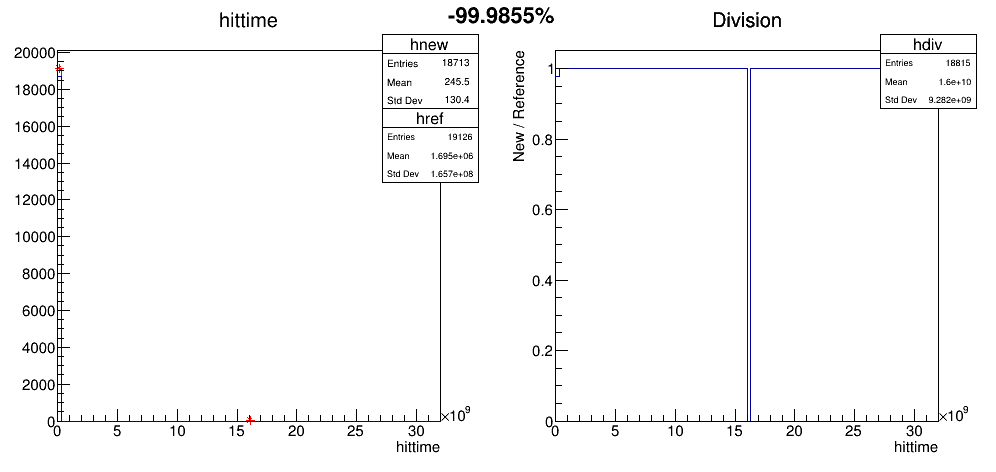 -99.9855%
hittime
hnew
Entries 18713
Mean 245.5
Std Dev 130.4
href
Entries 19126
Mean 1.695e+06
Std Dev 1.657e+08
20000
18000
16000
14000
12000
10000
8000
6000
4000
2000
0
0 5 10 15 20 25 30
×10⁹
hittime
Division
hdiv
Entries 18815
Mean 1.6e+10
Std Dev 9.282e+09
New / Reference
1
0.8
0.6
0.4
0.2
0
0 5 10 15 20 25 30
×10⁹
hittime